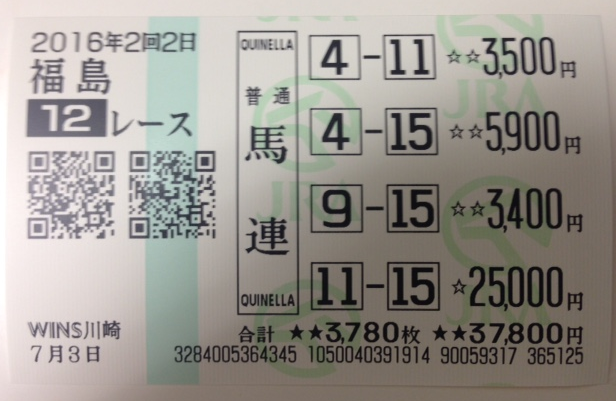 2016年2回2日
福島
12レース
WINS川崎
7月3日
QUINELLA
普通
馬連
QUINELLA
4-11 ☆☆3,500円
4-15 ☆☆5,900円
9-15 ☆☆3,400円
11-15 ☆25,000円
合計 ★★3,780枚 ★★37,800円
3284005364345 1050040391914 90059317 365125
JRA
JRA
JRA